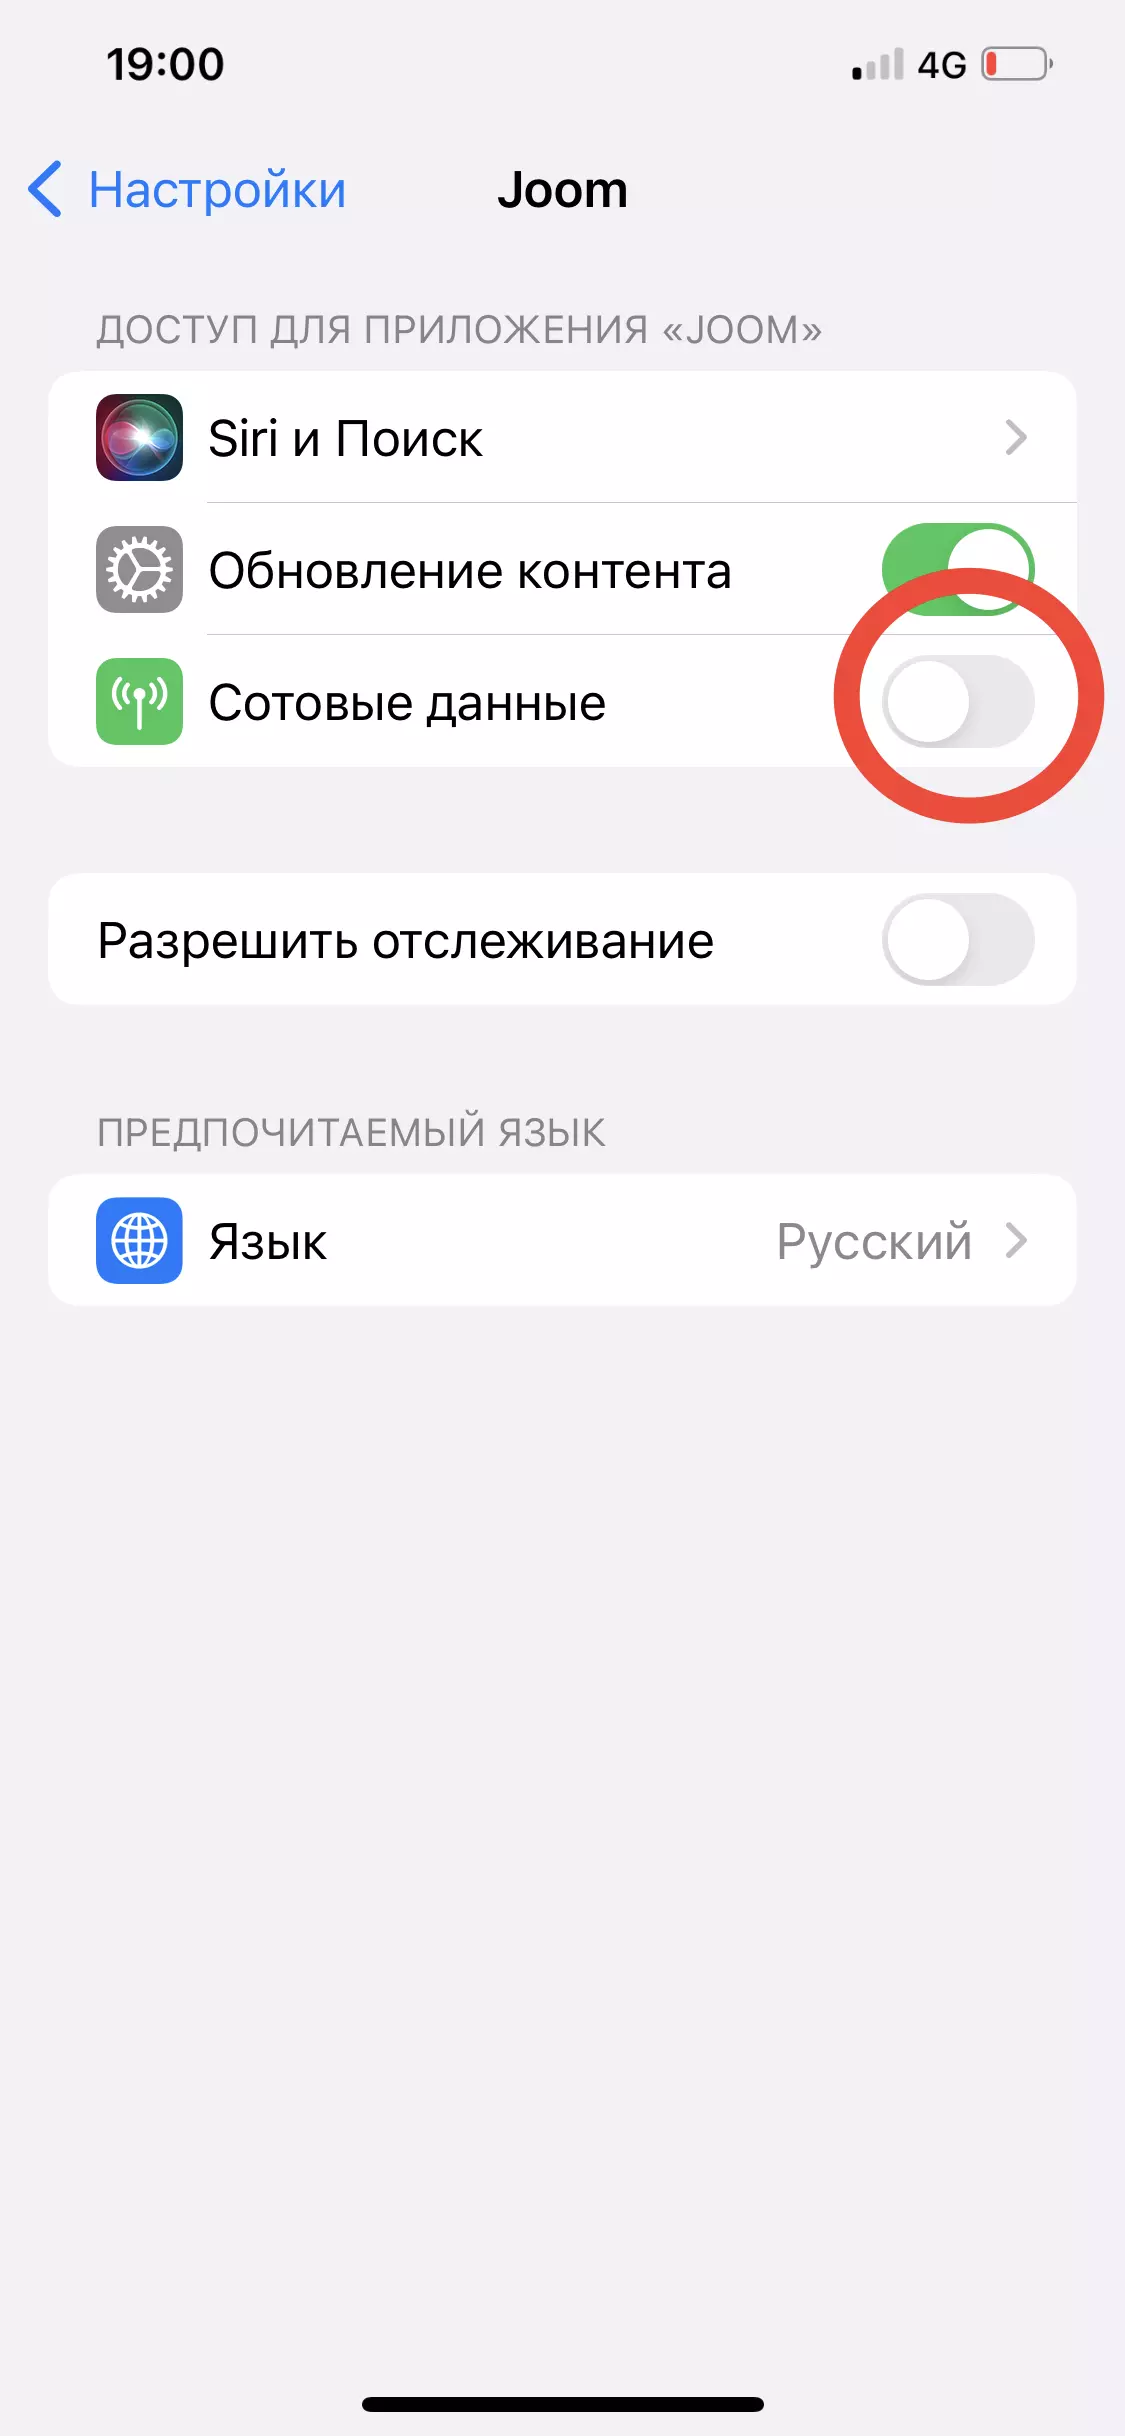 19:00 4G
Настройки Joom
ДОСТУП ДЛЯ ПРИЛОЖЕНИЯ «JOOM»
Siri и Поиск
Обновление контента
Сотовые данные
Разрешить отслеживание
ПРЕДПОЧИТАЕМЫЙ ЯЗЫК
Язык Русский